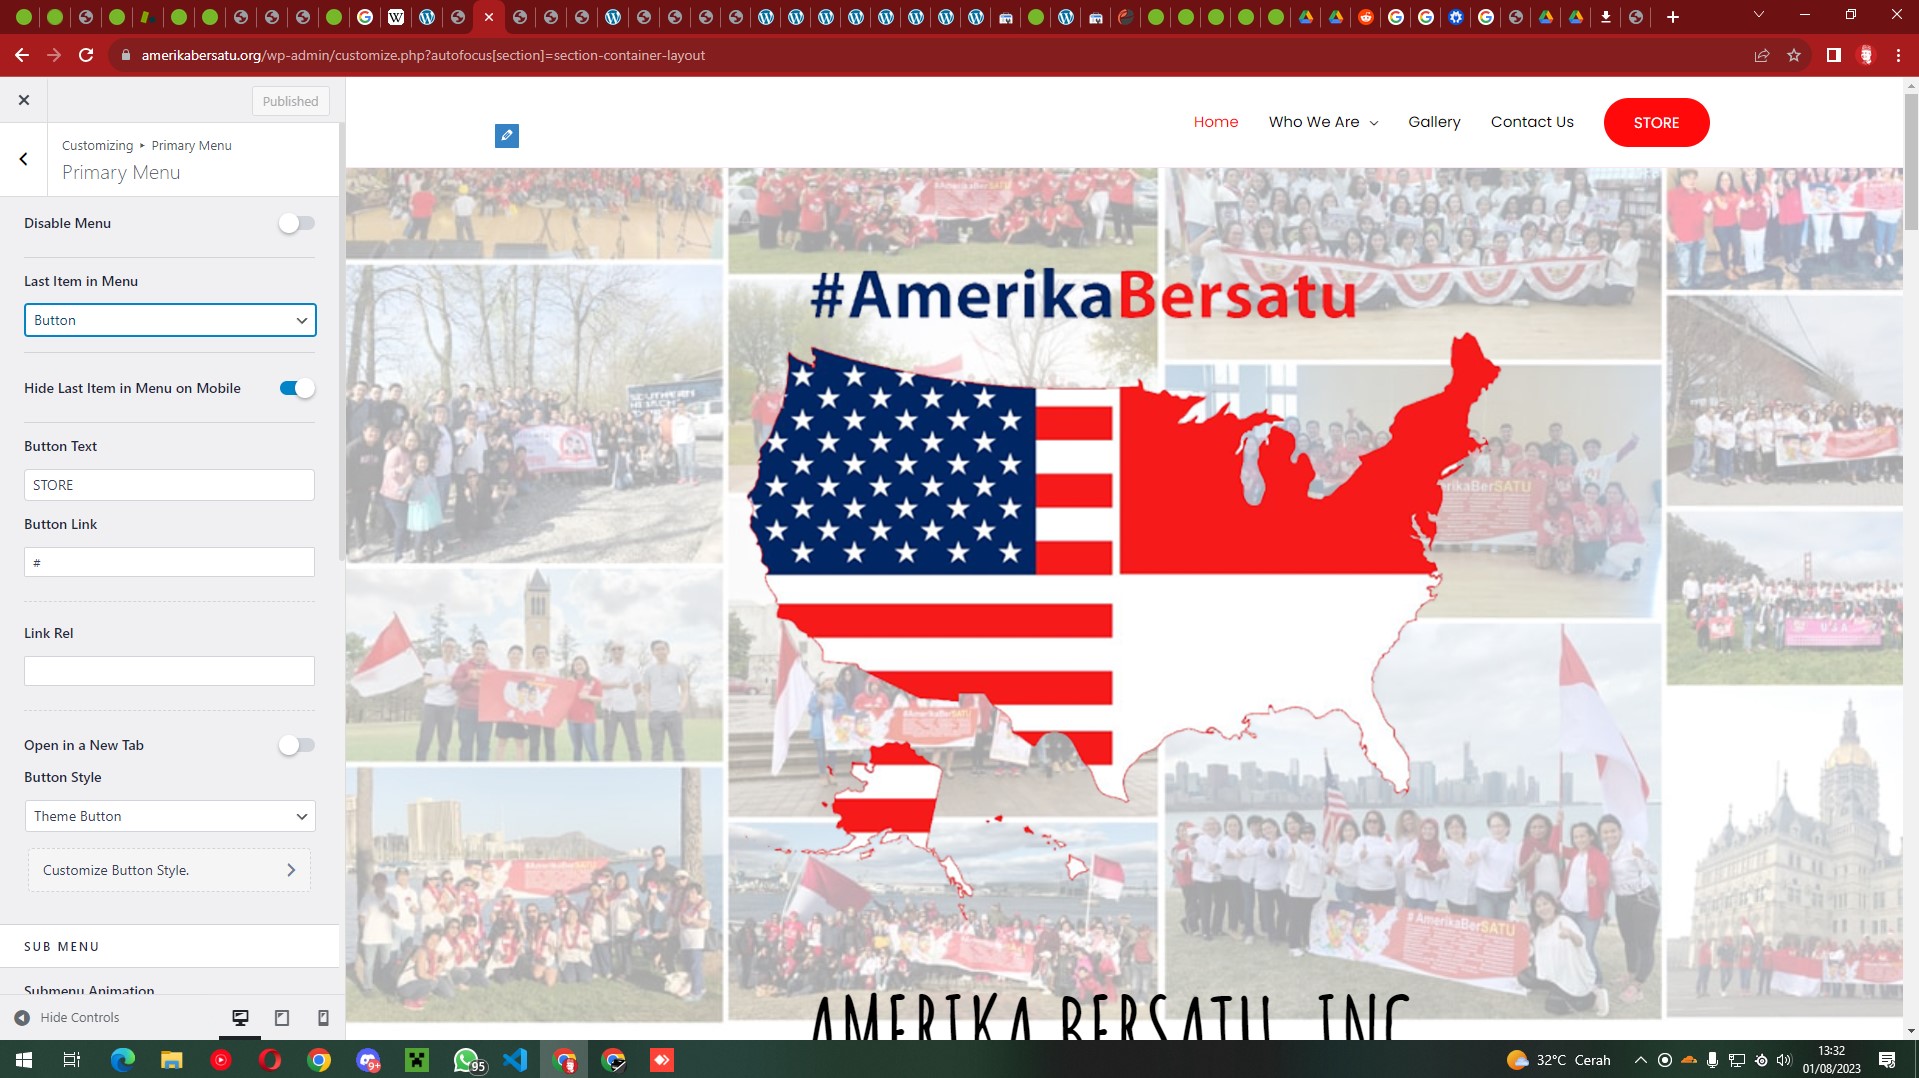 amerikabersatu.org/wp-admin/customize.php?autofocus[section]=section-container-layout
Published
Customizing ▸ Primary Menu
Primary Menu
Disable Menu
Last Item in Menu
Button
Hide Last Item in Menu on Mobile
Button Text
STORE
Button Link
#
Link Rel
Open in a New Tab
Button Style
Theme Button
Customize Button Style.
SUB MENU
Submenu Animation
Hide Controls
Home
Who We Are
Gallery
Contact Us
STORE
#AmerikaBersatu
AMERIKA BERSATU, INC
9+
95
32°C Cerah
13:32
01/08/2023